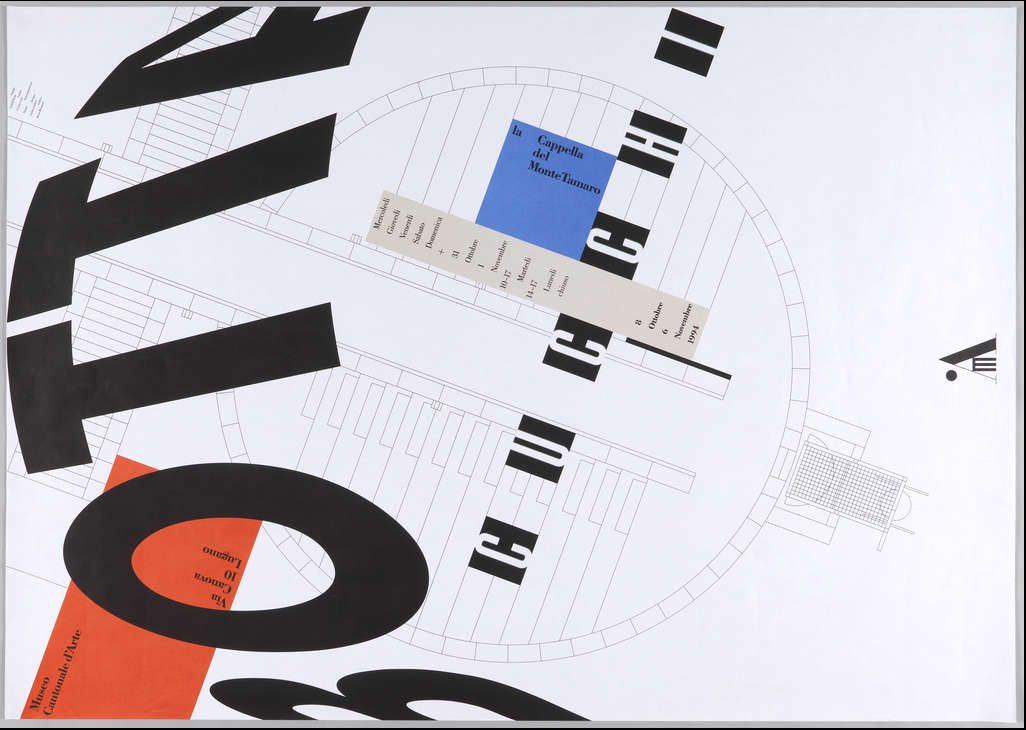 BOTTA
CUCCHI
la Cappella
del
Monte Tamaro
Mercoledì
Giovedì
Venerdì
Sabato
Domenica
+
31
Ottobre
1
Novembre
10–17
Martedì
14–17
Lunedì
chiuso
8
Ottobre
6
Novembre
1994
Museo
Cantonale d'Arte
Via
Canova
10
Lugano